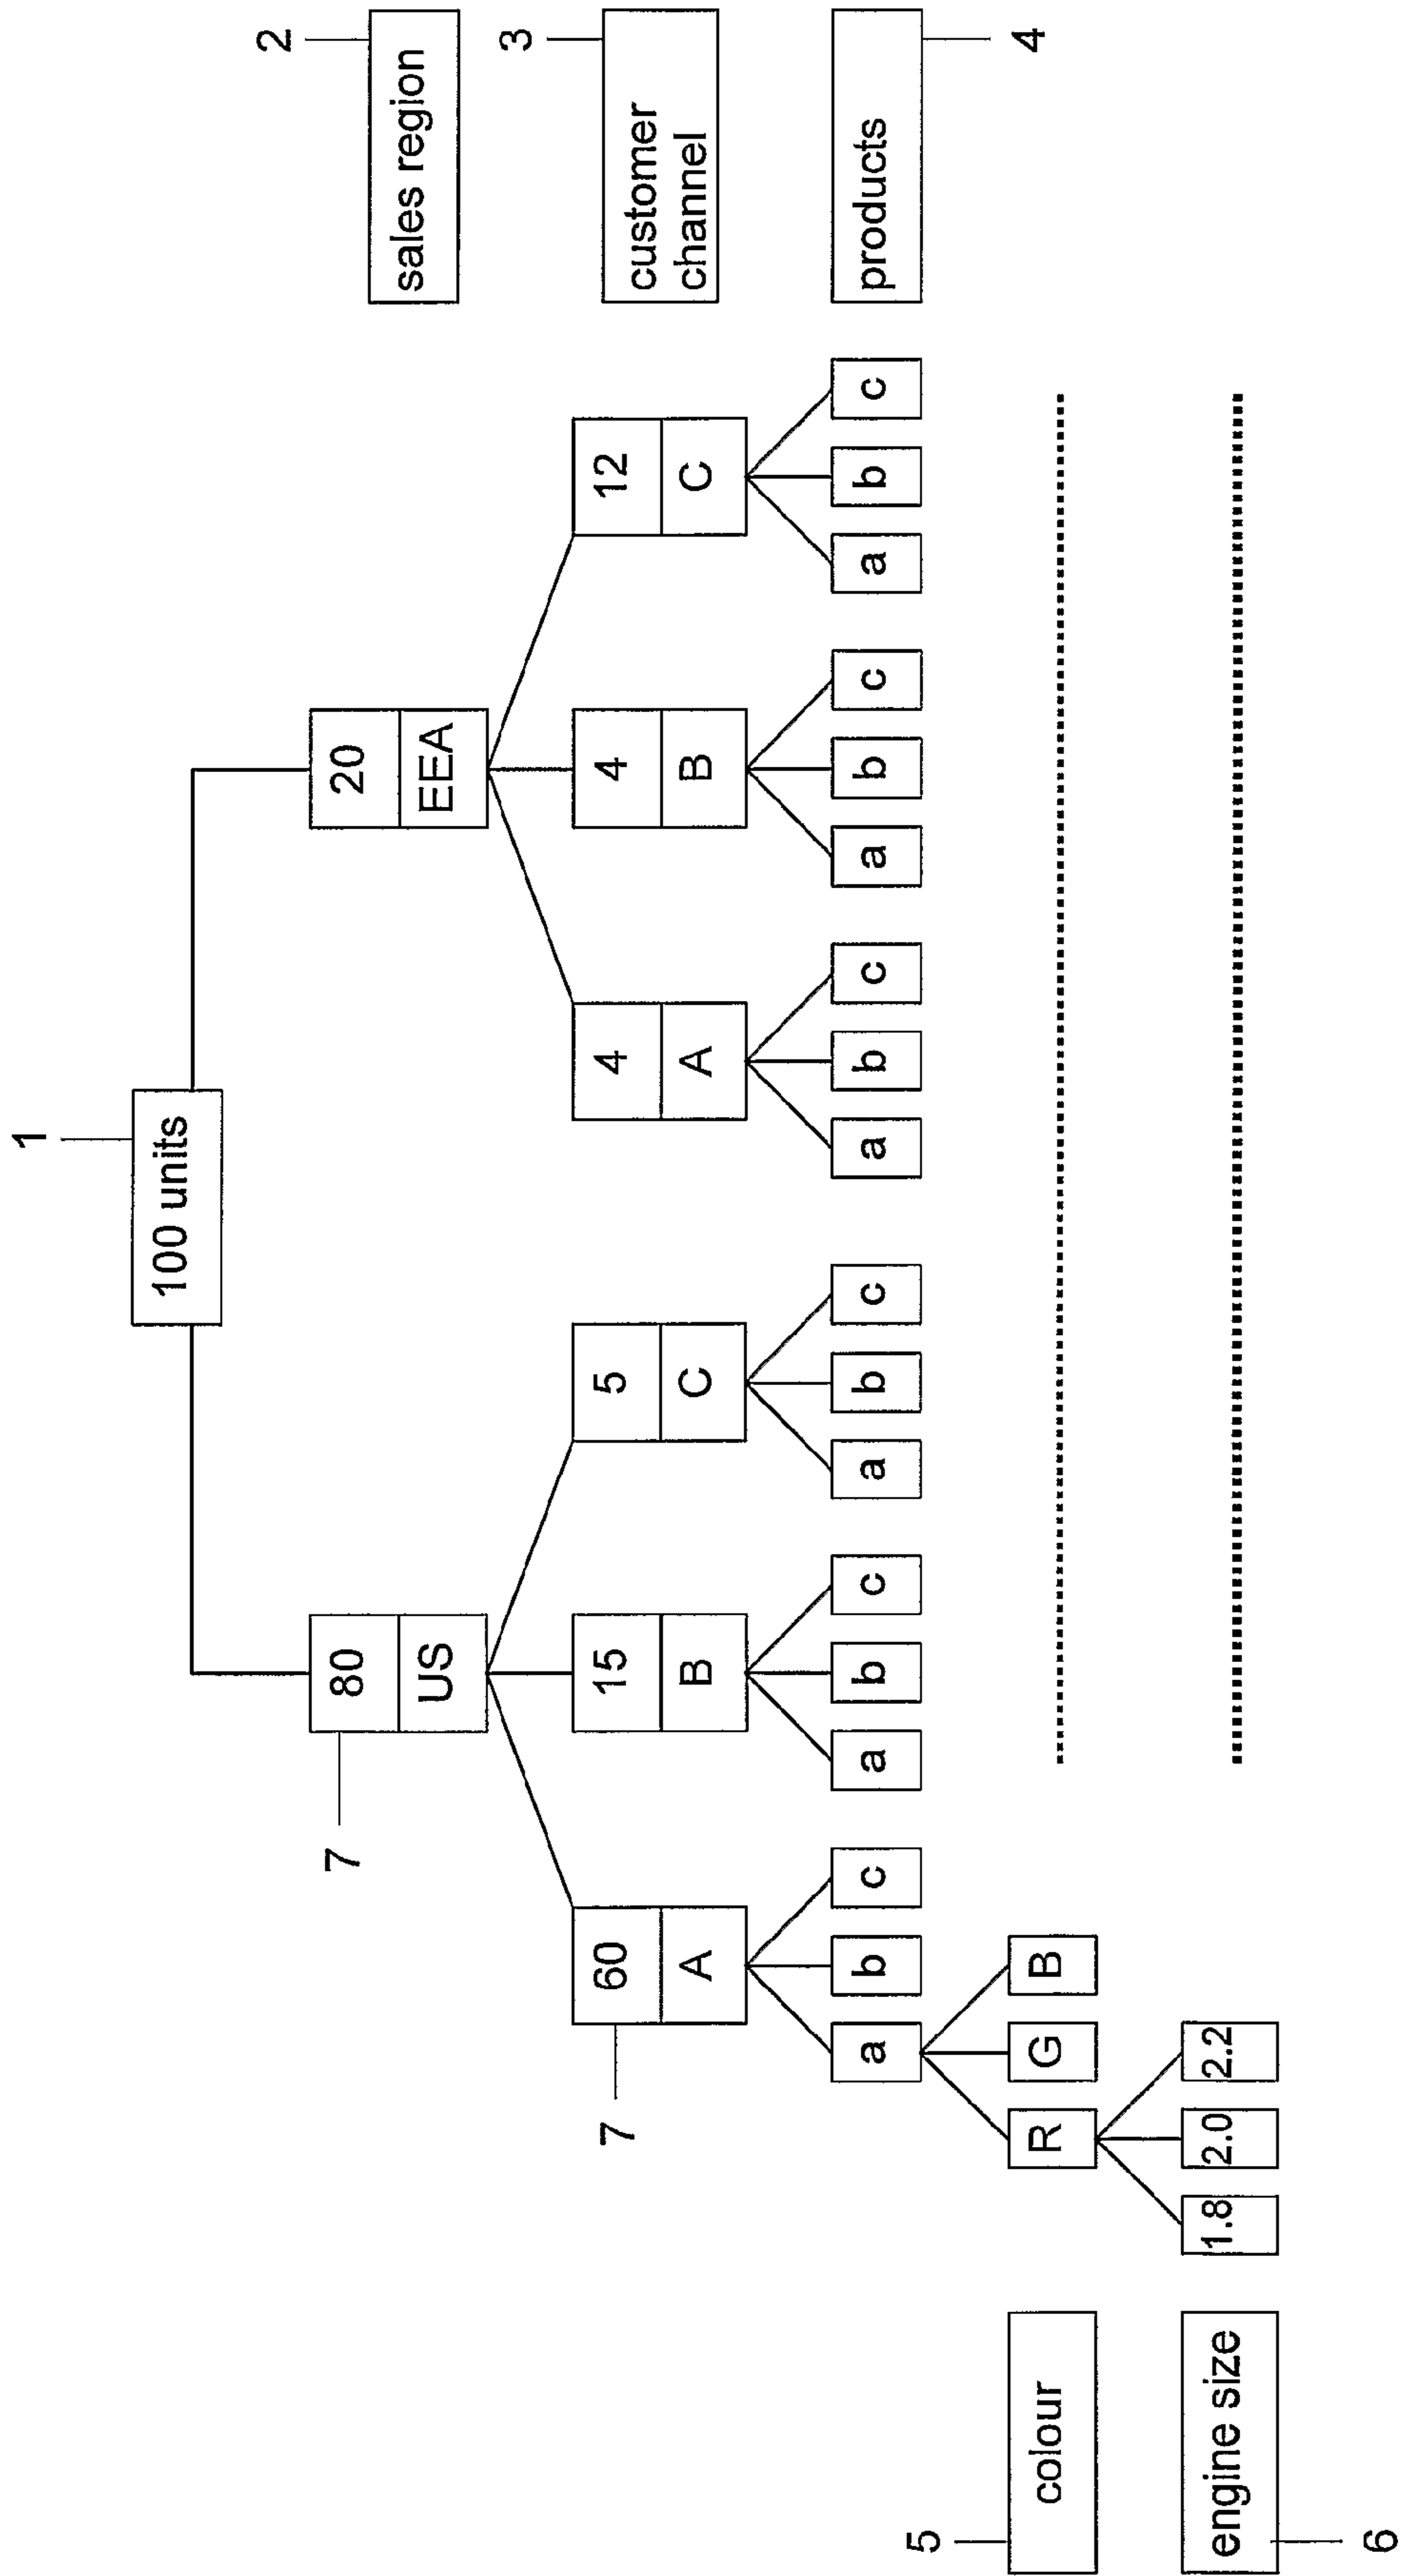 1
100 units
2
sales region
7
80
US
20
EEA
3
customer
channel
7
60
A
15
B
5
C
4
A
4
B
12
C
4
products
a
b
c
a
b
c
a
b
c
a
b
c
a
b
c
a
b
c
5
colour
R
G
B
6
engine size
1.8
2.0
2.2